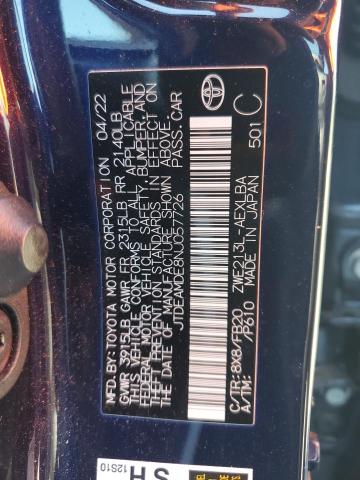 MFD. BY: TOYOTA MOTOR CORPORATION 04/22
GVWR 3915LB GAWR FR 2315LB RR 2140LB
THIS VEHICLE CONFORMS TO ALL APPLICABLE
FEDERAL MOTOR VEHICLE SAFETY, BUMPER, AND
THEFT PREVENTION STANDARDS IN EFFECT ON
THE DATE OF MANUFACTURE SHOWN ABOVE.
JTDEAMDE6NJ057726 PASS.CAR
ZWE213L-AEXLBA
C/TR:8X8/FB20
A/TM: /P610 MADE IN JAPAN 501
C
SH
12S10